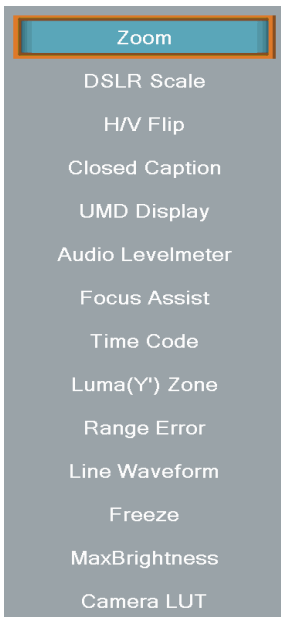 Zoom
DSLR Scale
H/V Flip
Closed Caption
UMD Display
Audio Levelmeter
Focus Assist
Time Code
Luma(Y') Zone
Range Error
Line Waveform
Freeze
MaxBrightness
Camera LUT